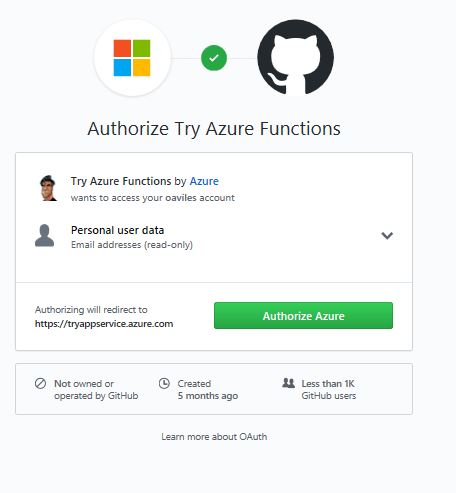 Authorize Try Azure Functions
Try Azure Functions by Azure
wants to access your oaviles account
Personal user data
Email addresses (read-only)
Authorizing will redirect to
https://tryappservice.azure.com
Authorize Azure
Not owned or
operated by GitHub
Created
5 months ago
Less than 1K
GitHub users
Learn more about OAuth